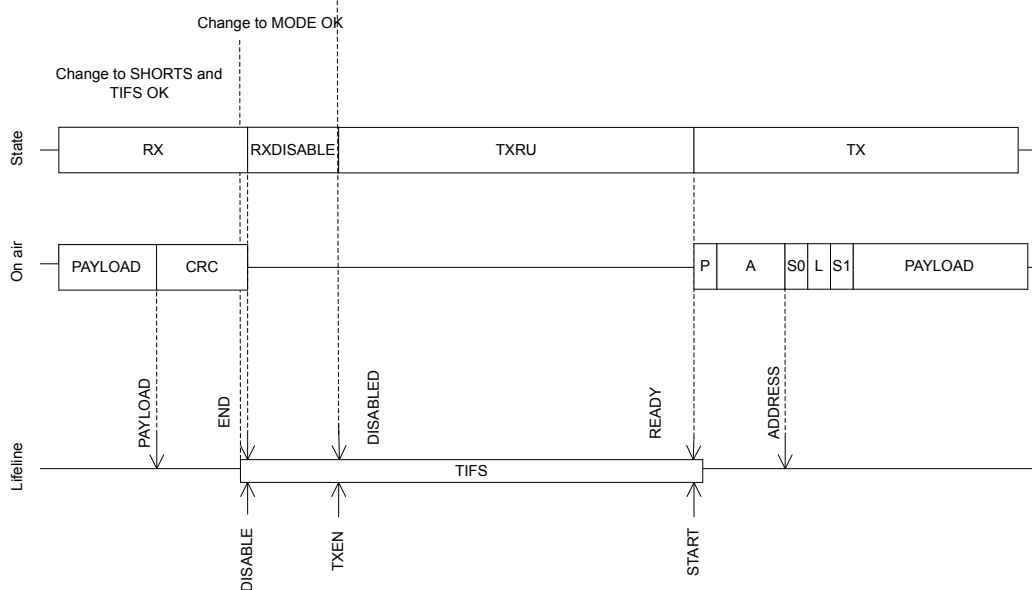 Change to MODE OK
Change to SHORTS and
TIFS OK
State
RX
RXDISABLE
TXRU
TX
On air
PAYLOAD
CRC
P
A
S0
L
S1
PAYLOAD
PAYLOAD
END
DISABLED
READY
ADDRESS
Lifeline
TIFS
DISABLE
TXEN
START